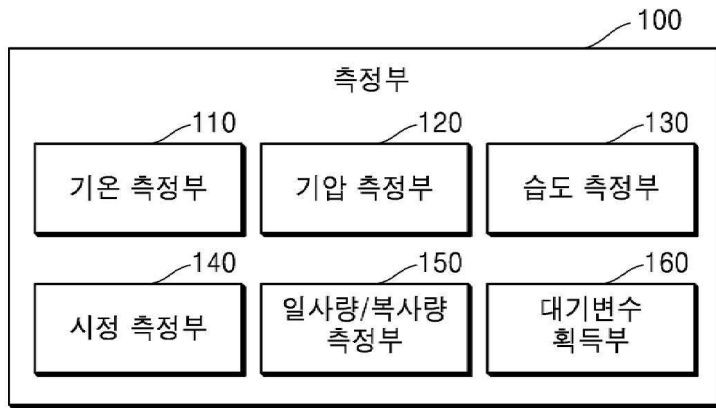 100
측정부
110
120
130
기온 측정부
기압 측정부
습도 측정부
140
150
160
시정 측정부
일사량/복사량
측정부
대기변수
획득부